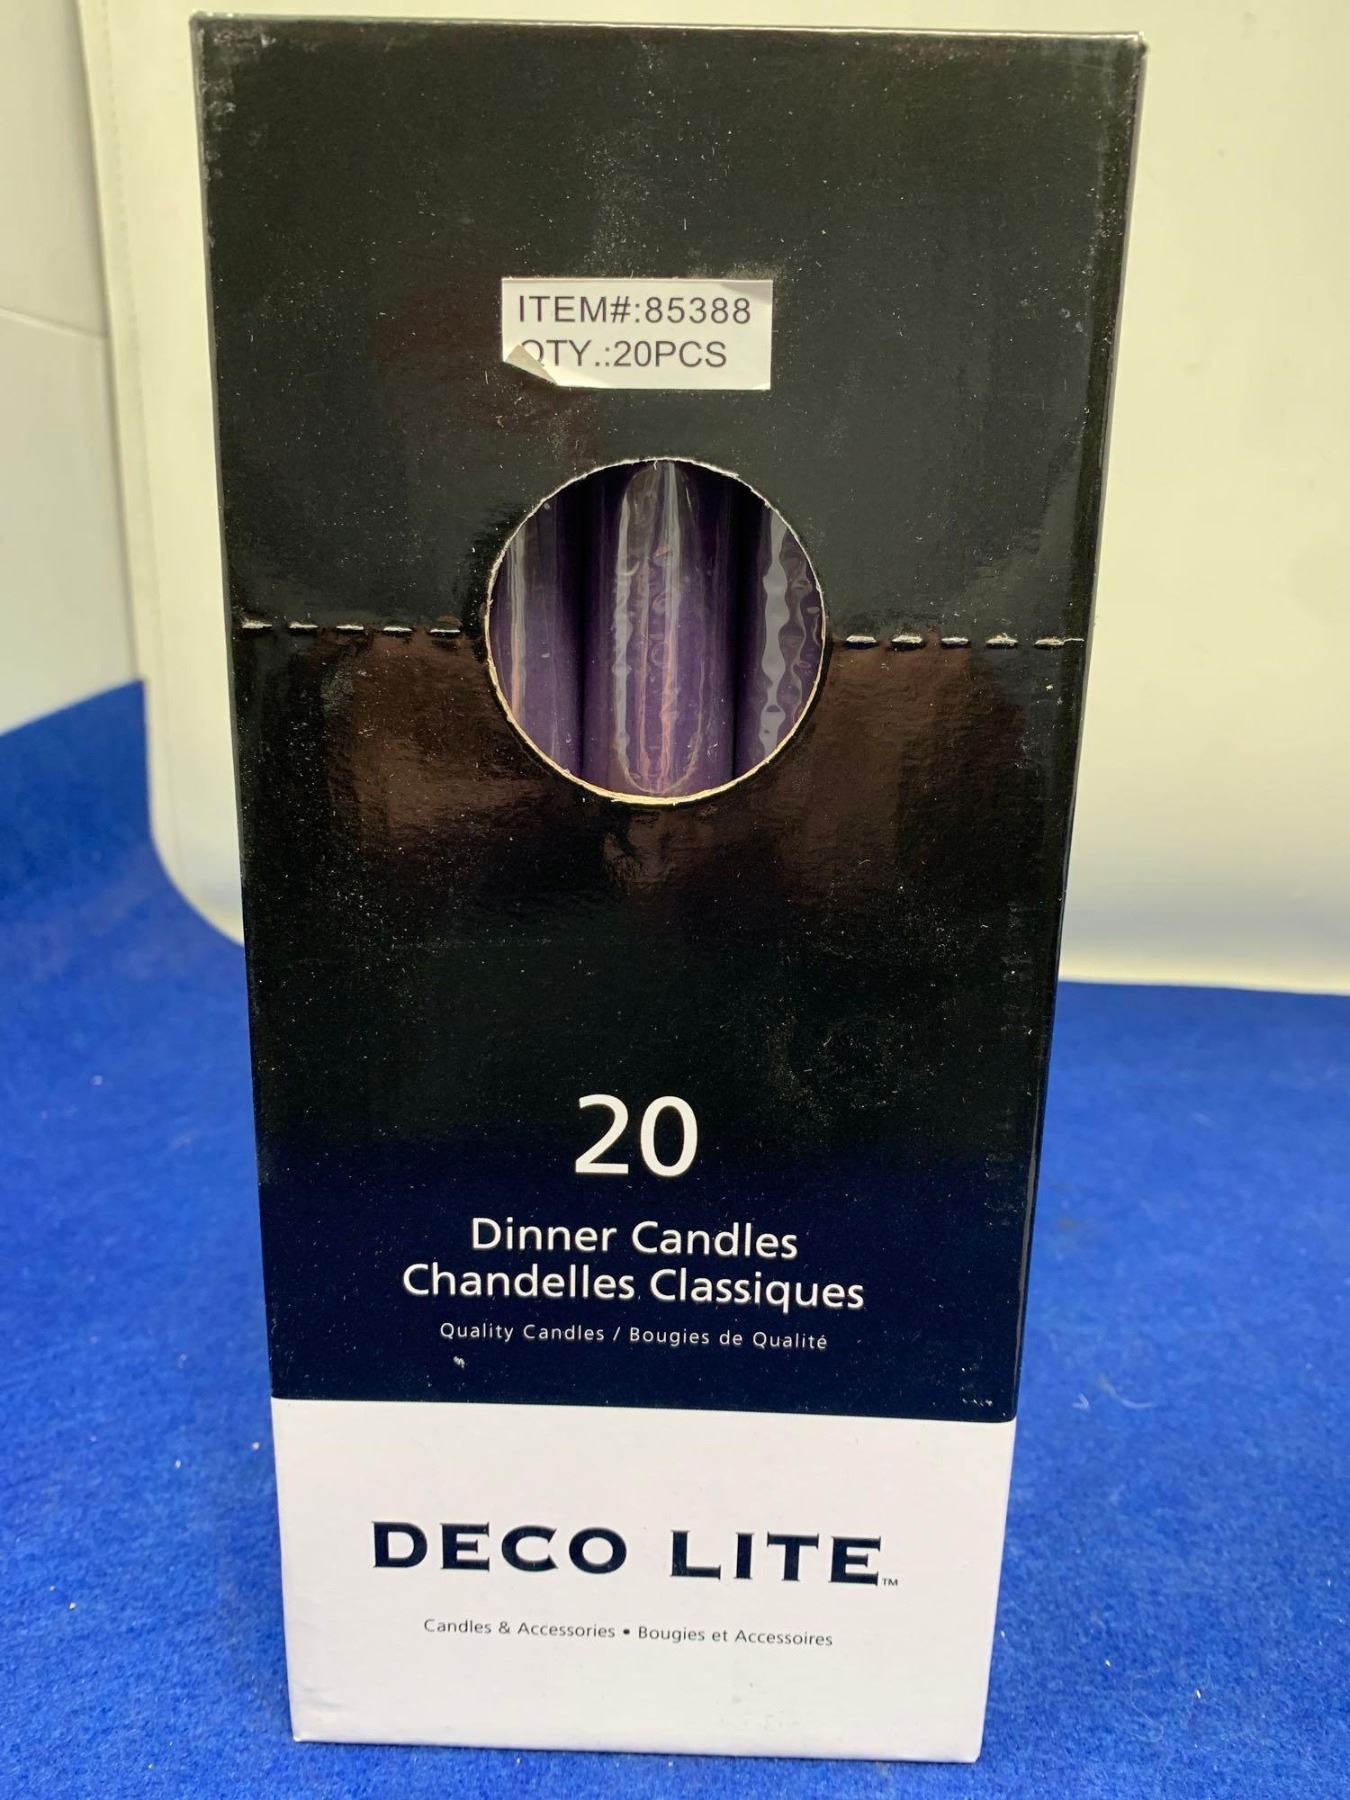 ITEM#:85388
QTY.:20PCS
20
Dinner Candles
Chandelles Classiques
Quality Candles / Bougies de Qualité
DECO LITE™
Candles & Accessories • Bougies et Accessoires